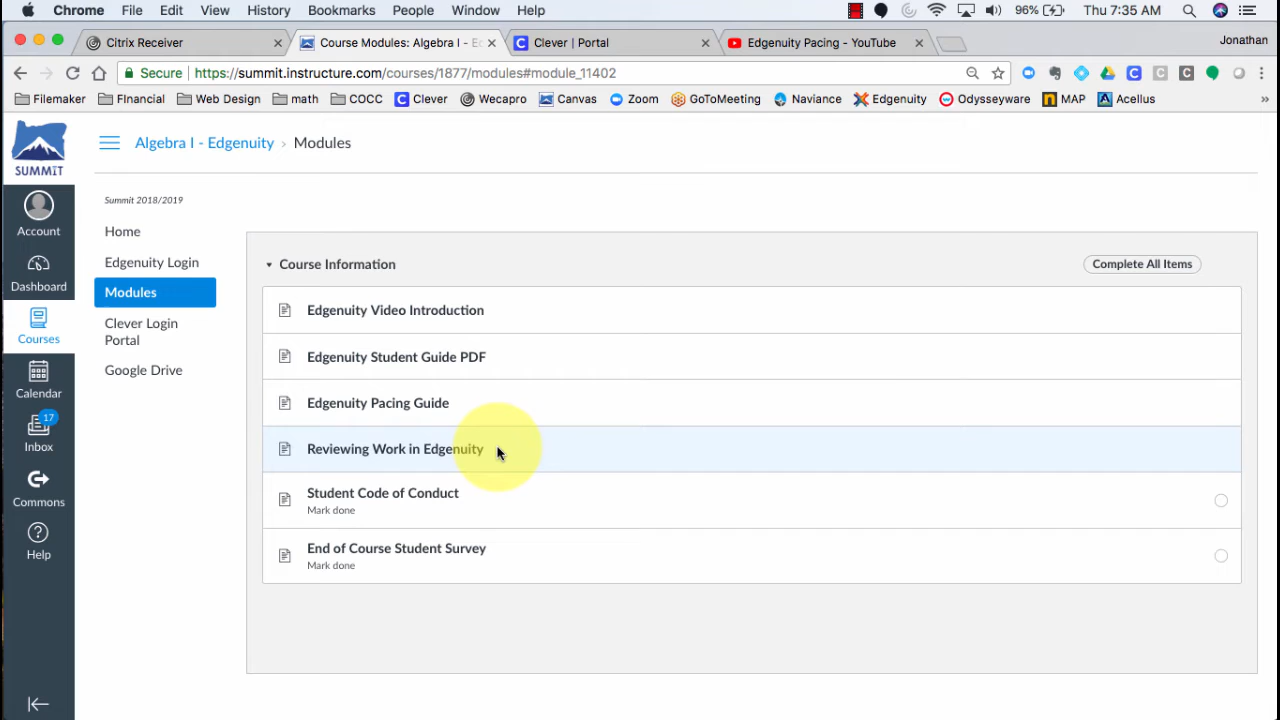 Chrome File Edit View History Bookmarks People Window Help 96% Thu 7:35 AM
Citrix Receiver Course Modules: Algebra I - Ec Clever | Portal Edgenuity Pacing - YouTube Jonathan
Secure https://summit.instructure.com/courses/1877/modules#module_11402
Filemaker FInancial Web Design math COCC Clever Wecapro Canvas Zoom GoToMeeting Naviance Edgenuity Odysseyware MAP Acellus »
SUMMIT
Algebra I - Edgenuity › Modules
Summit 2018/2019
Account
Dashboard
Courses
Calendar
17
Inbox
Commons
Help
Home
Edgenuity Login
Modules
Clever Login
Portal
Google Drive
Course Information Complete All Items
Edgenuity Video Introduction
Edgenuity Student Guide PDF
Edgenuity Pacing Guide
Reviewing Work in Edgenuity
Student Code of Conduct
Mark done
End of Course Student Survey
Mark done